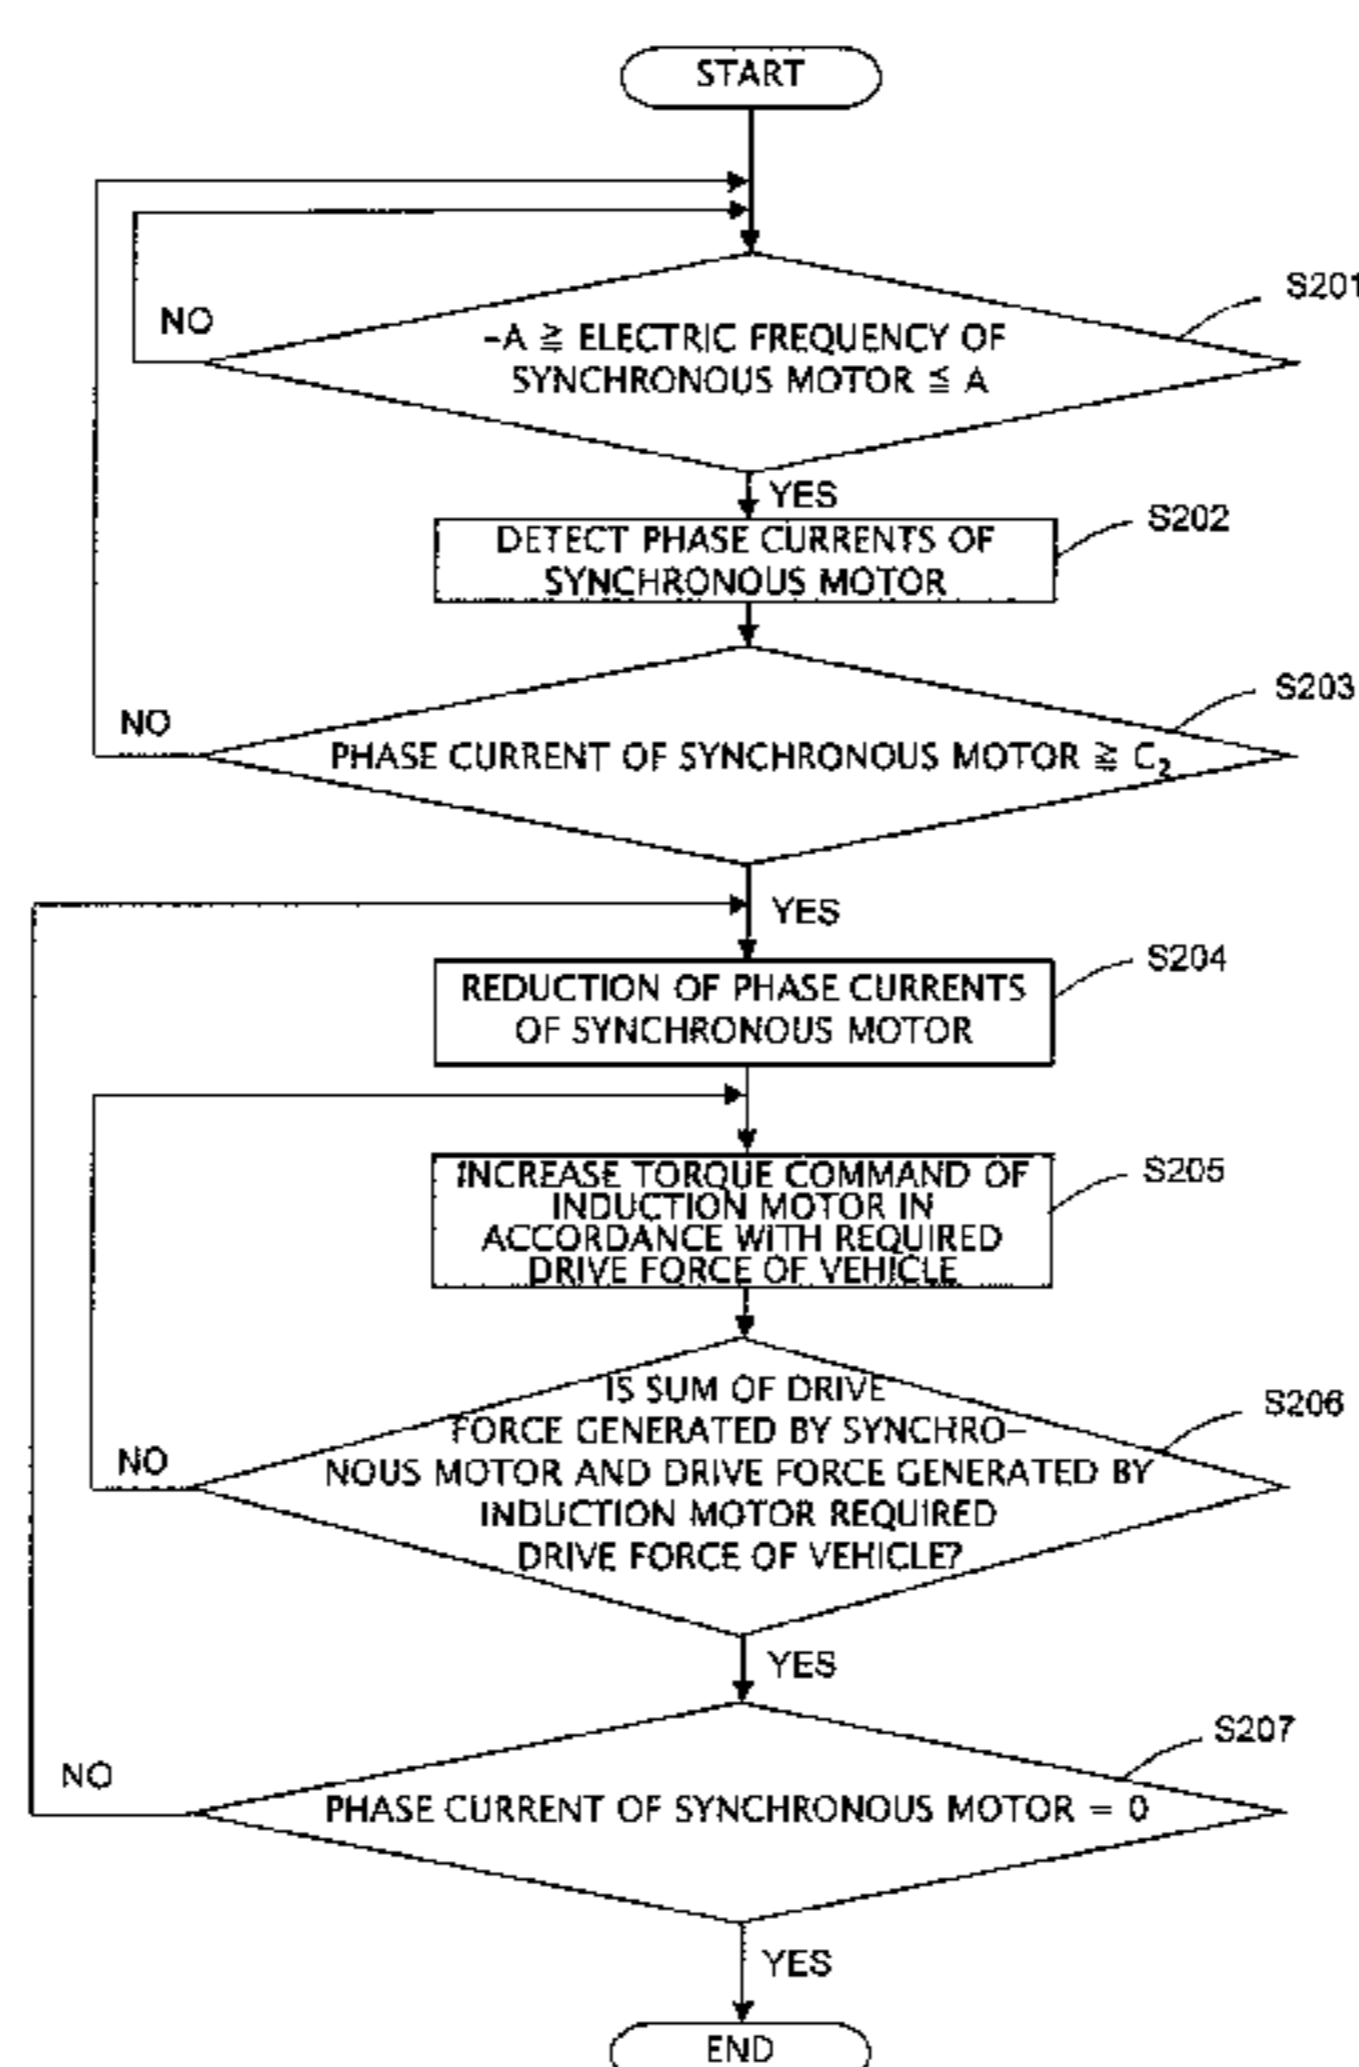 START
S201
NO
-A ≧ ELECTRIC FREQUENCY OF
SYNCHRONOUS MOTOR ≦ A
YES
S202
DETECT PHASE CURRENTS OF
SYNCHRONOUS MOTOR
S203
NO
PHASE CURRENT OF SYNCHRONOUS MOTOR ≧ C₂
YES
S204
REDUCTION OF PHASE CURRENTS
OF SYNCHRONOUS MOTOR
S205
INCREASE TORQUE COMMAND OF
INDUCTION MOTOR IN
ACCORDANCE WITH REQUIRED
DRIVE FORCE OF VEHICLE
S206
IS SUM OF DRIVE
FORCE GENERATED BY SYNCHRO-
NO
NOUS MOTOR AND DRIVE FORCE GENERATED BY
INDUCTION MOTOR REQUIRED
DRIVE FORCE OF VEHICLE?
YES
S207
NO
PHASE CURRENT OF SYNCHRONOUS MOTOR = 0
YES
END